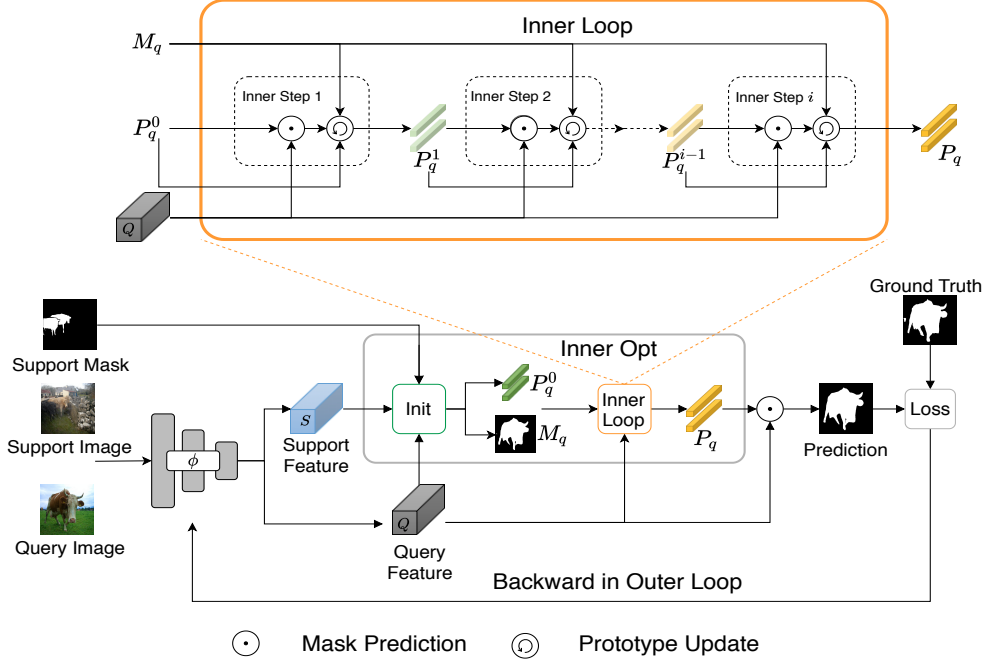 Inner Loop
M_q
Inner Step 1
Inner Step 2
Inner Step i
P_q^0
P_q^1
P_q^{i-1}
P_q
Q
Ground Truth
Support Mask
Inner Opt
P_q^0
Init
Inner
Loop
M_q
P_q
Loss
S
Support Image
Support
Feature
Prediction
ϕ
Q
Query Image
Query
Feature
Backward in Outer Loop
Mask Prediction
Prototype Update